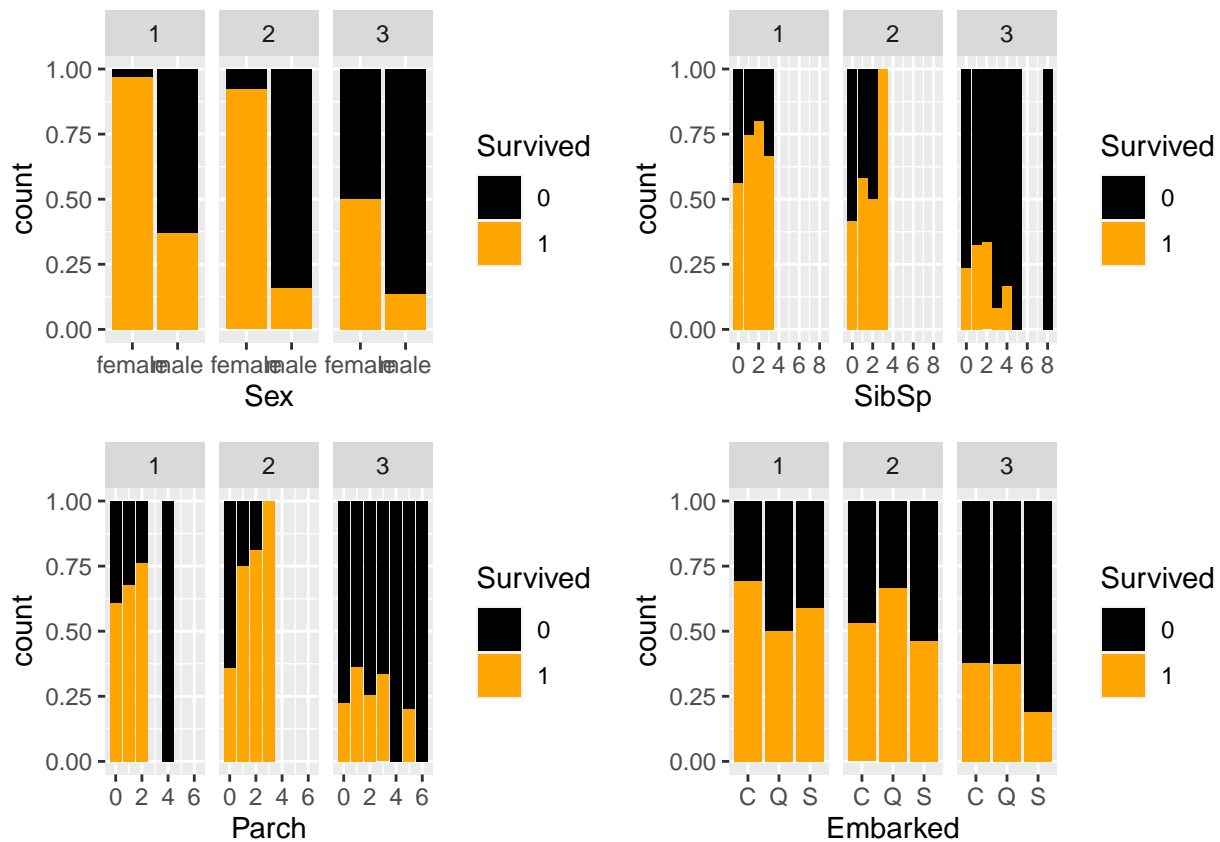 1 2 3
1.00
0.75
0.50
0.25
0.00
count
female male female male female male
Sex
Survived
0
1
1 2 3
1.00
0.75
0.50
0.25
0.00
count
0 2 4 6 8 0 2 4 6 8 0 2 4 6 8
SibSp
Survived
0
1
1 2 3
1.00
0.75
0.50
0.25
0.00
count
0 2 4 6 0 2 4 6 0 2 4 6
Parch
Survived
0
1
1 2 3
1.00
0.75
0.50
0.25
0.00
count
C Q S C Q S C Q S
Embarked
Survived
0
1